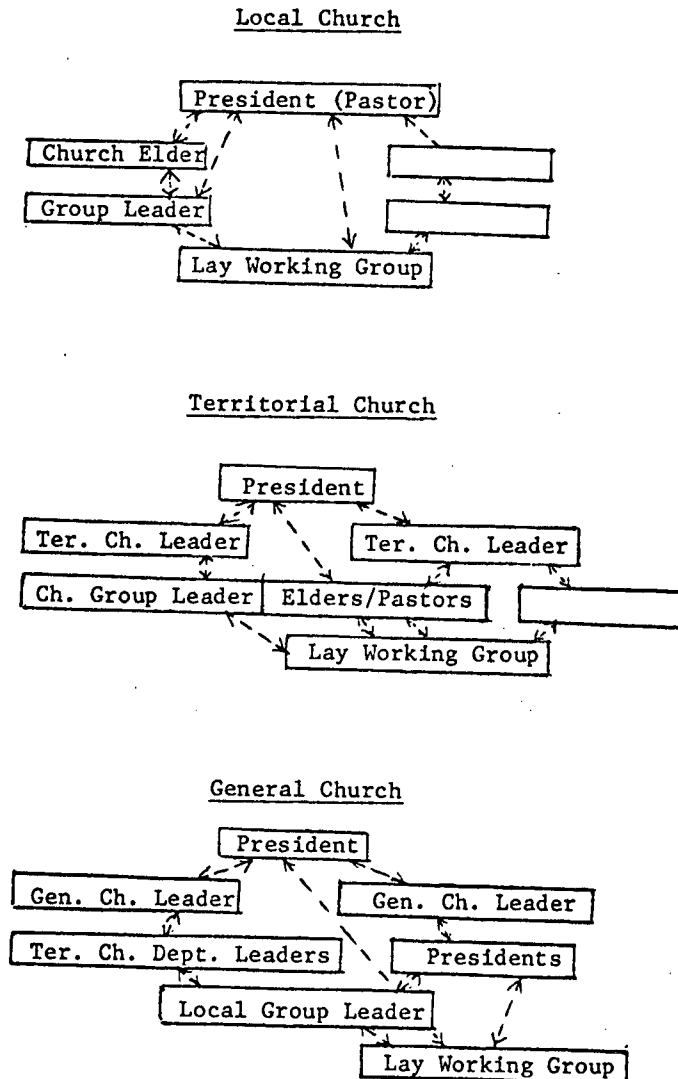 Local Church
President (Pastor)
Church Elder
Group Leader
Lay Working Group
Territorial Church
President
Ter. Ch. Leader
Ter. Ch. Leader
Ch. Group Leader
Elders/Pastors
Lay Working Group
General Church
President
Gen. Ch. Leader
Gen. Ch. Leader
Ter. Ch. Dept. Leaders
Presidents
Local Group Leader
Lay Working Group